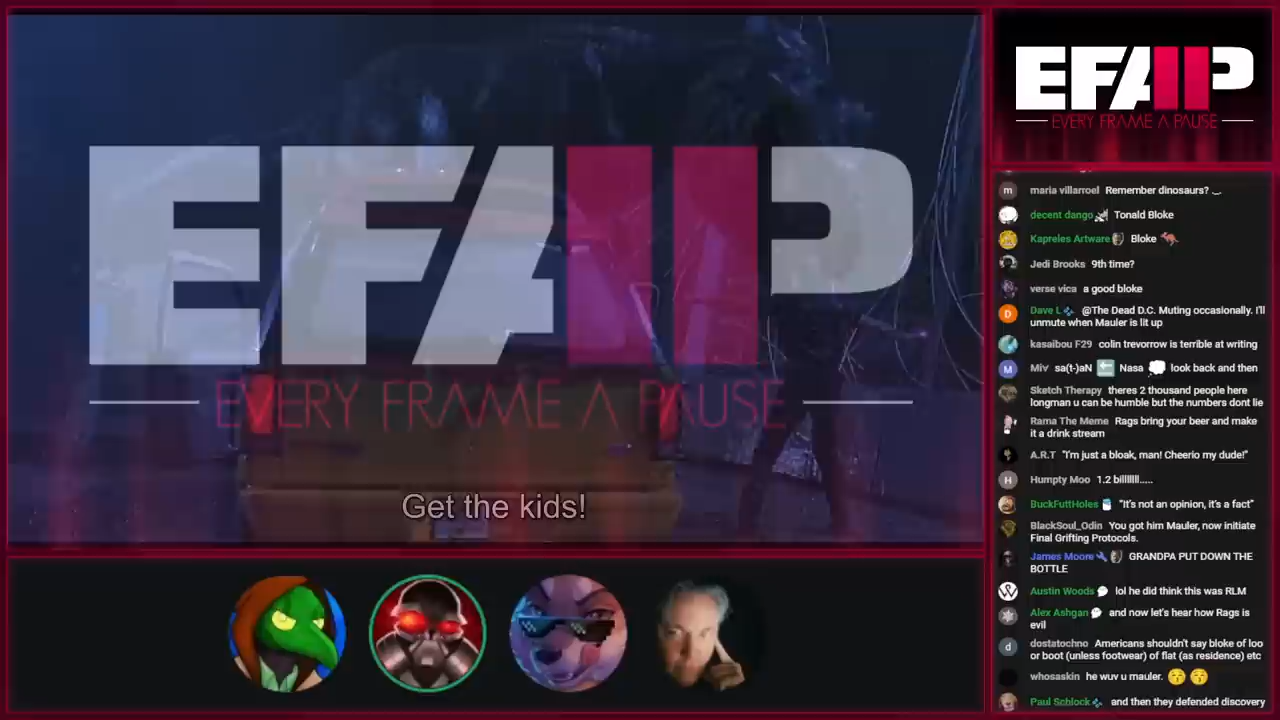 EFAP
EVERY FRAME A PAUSE
Get the kids!
EFAP
EVERY FRAME A PAUSE
m maria villarroel Remember dinosaurs?
decent dango Tonald Bloke
Kapreles Artware Bloke
Jedi Brooks 9th time?
verse vica a good bloke
D Dave L @The Dead D.C. Muting occasionally. I'll
unmute when Mauler is lit up
kasaibou F29 colin trevorrow is terrible at writing
M Miv sa(t-)aN Nasa look back and then
Sketch Therapy theres 2 thousand people here
longman u can be humble but the numbers dont lie
Rama The Meme Rags bring your beer and make
it a drink stream
A.R.T "I'm just a bloak, man! Cheerio my dude!"
H Humpty Moo 1.2 billlllll.....
BuckFuttHoles "It's not an opinion, it's a fact"
BlackSoul_Odin You got him Mauler, now initiate
Final Grifting Protocols.
James Moore GRANDPA PUT DOWN THE
BOTTLE
Austin Woods lol he did think this was RLM
Alex Ashgan and now let's hear how Rags is
evil
d dostatochno Americans shouldn't say bloke of loo
or boot (unless footwear) of flat (as residence) etc
whosaskin he wuv u mauler.
Paul Schlock and then they defended discovery